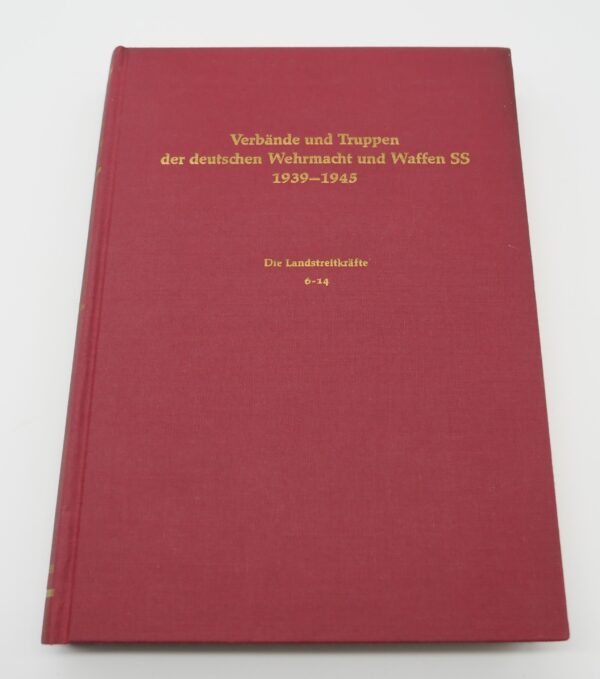 Verbände und Truppen
der deutschen Wehrmacht und Waffen SS
1939–1945
Die Landstreitkräfte
6-14